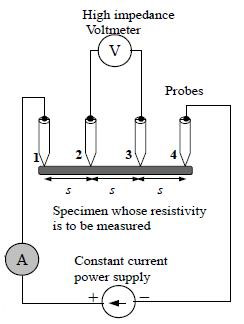 High impedance
Voltmeter
V
Probes
1 2 3 4
s s s
Specimen whose resistivity
is to be measured
A
Constant current
power supply
+ −